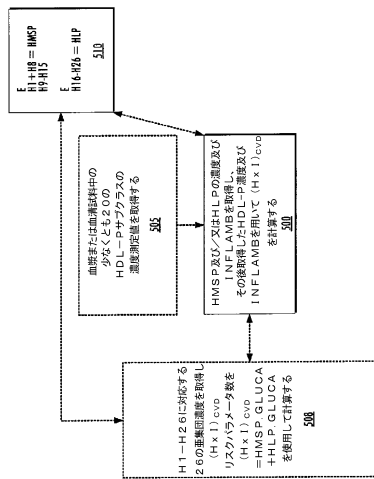 血漿または血清試料中の
少なくとも20の
HDL-Pサブクラスの
濃度測定値を取得する
505
HMSP及び/又はHLPの濃度及び
INFLAMBを取得し、
その後取得したHDL-P濃度及び
INFLAMBを用いて(HxI)CVD
を計算する
500
H1-H26に対応する
26の亜集団濃度を取得し
(HxI)CVD
リスクパラメータ数を
(HxI)CVD
=HMSP.GLUCA
+HLP.GLUCA
を使用して計算する
508
E
H1+H8=HMSP
H9-H15
E
H16-H26=HLP
510